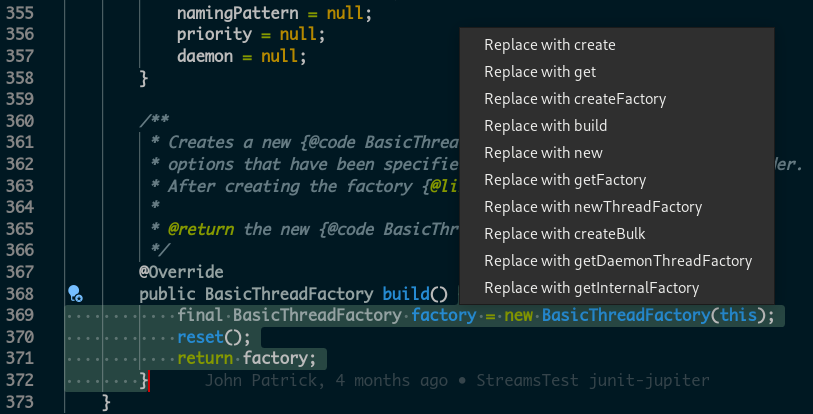 355 namingPattern = null;
356 priority = null;
357 daemon = null;
358 }
359
360 /**
361 * Creates a new {@code BasicThrea
362 * options that have been specifie der.
363 * After creating the factory {@li
364 *
365 * @return the new {@code BasicThr
366 */
367 @Override
368 public BasicThreadFactory build()
369 final BasicThreadFactory factory = new BasicThreadFactory(this);
370 reset();
371 return factory;
372 } John Patrick, 4 months ago • StreamsTest junit-jupiter
373 }
Replace with create
Replace with get
Replace with createFactory
Replace with build
Replace with new
Replace with getFactory
Replace with newThreadFactory
Replace with createBulk
Replace with getDaemonThreadFactory
Replace with getInternalFactory